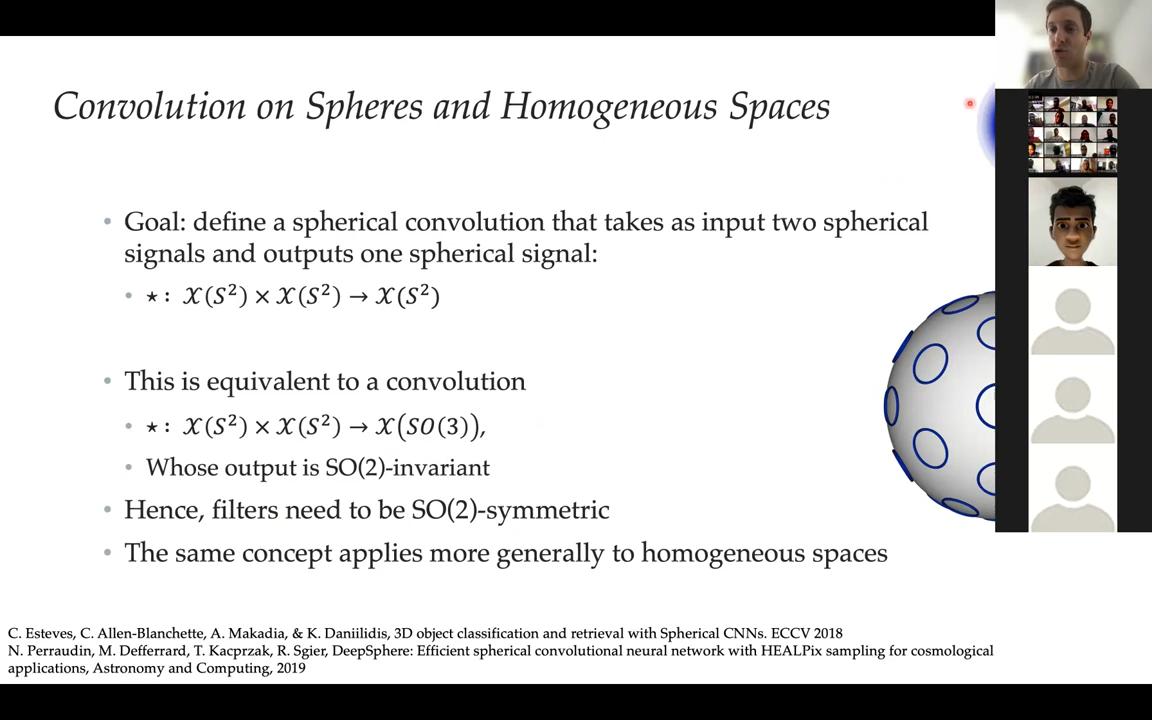 Convolution on Spheres and Homogeneous Spaces
• Goal: define a spherical convolution that takes as input two spherical
signals and outputs one spherical signal:
• ⋆ : 𝒳(S²) × 𝒳(S²) → 𝒳(S²)
• This is equivalent to a convolution
• ⋆ : 𝒳(S²) × 𝒳(S²) → 𝒳(SO(3)),
• Whose output is SO(2)-invariant
• Hence, filters need to be SO(2)-symmetric
• The same concept applies more generally to homogeneous spaces
C. Esteves, C. Allen-Blanchette, A. Makadia, & K. Daniilidis, 3D object classification and retrieval with Spherical CNNs. ECCV 2018
N. Perraudin, M. Defferrard, T. Kacprzak, R. Sgier, DeepSphere: Efficient spherical convolutional neural network with HEALPix sampling for cosmological
applications, Astronomy and Computing, 2019